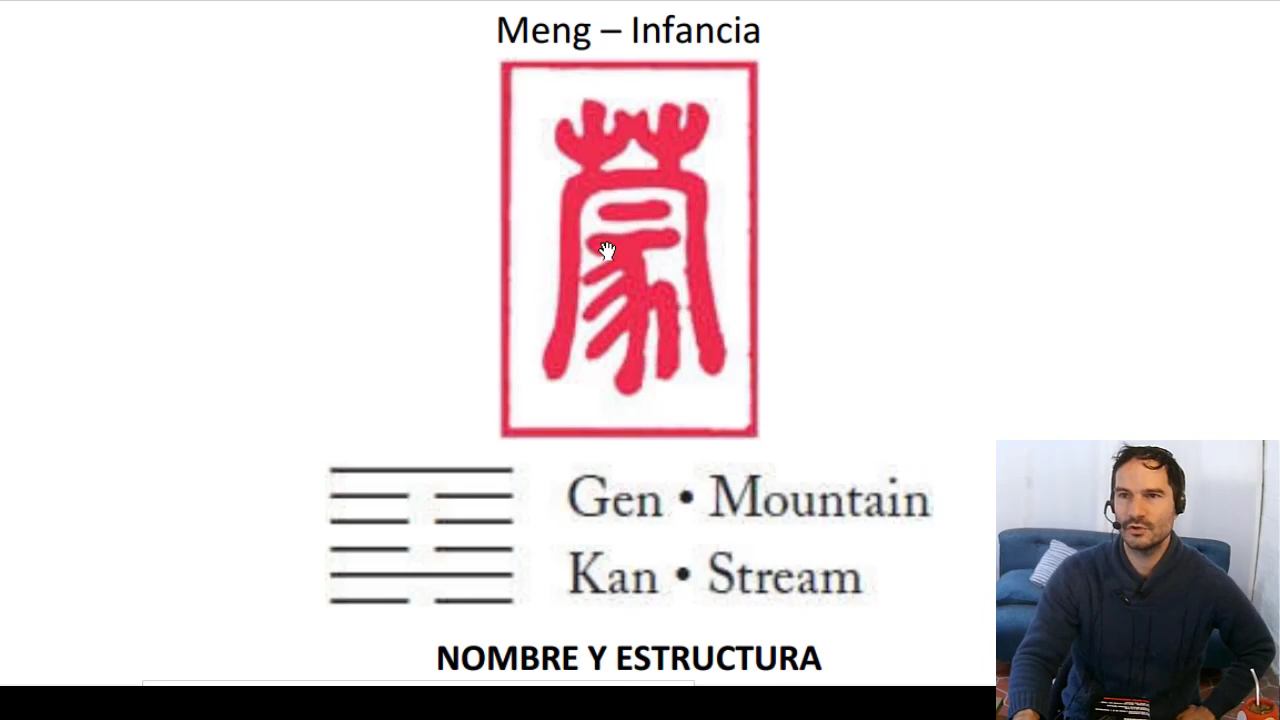 Meng – Infancia
蒙
Gen • Mountain
Kan • Stream
NOMBRE Y ESTRUCTURA